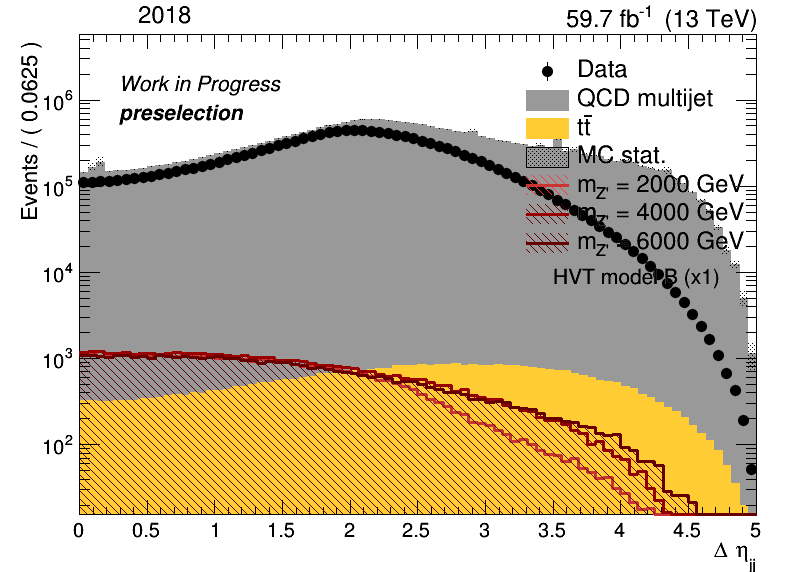 2018
59.7 fb⁻¹ (13 TeV)
Events / ( 0.0625 )
Work in Progress
preselection
Data
QCD multijet
tt̄
MC stat.
m_Z' = 2000 GeV
m_Z' = 4000 GeV
m_Z' = 6000 GeV
HVT model B (x1)
10⁶
10⁵
10⁴
10³
10²
0 0.5 1 1.5 2 2.5 3 3.5 4 4.5 5
Δ η_jj